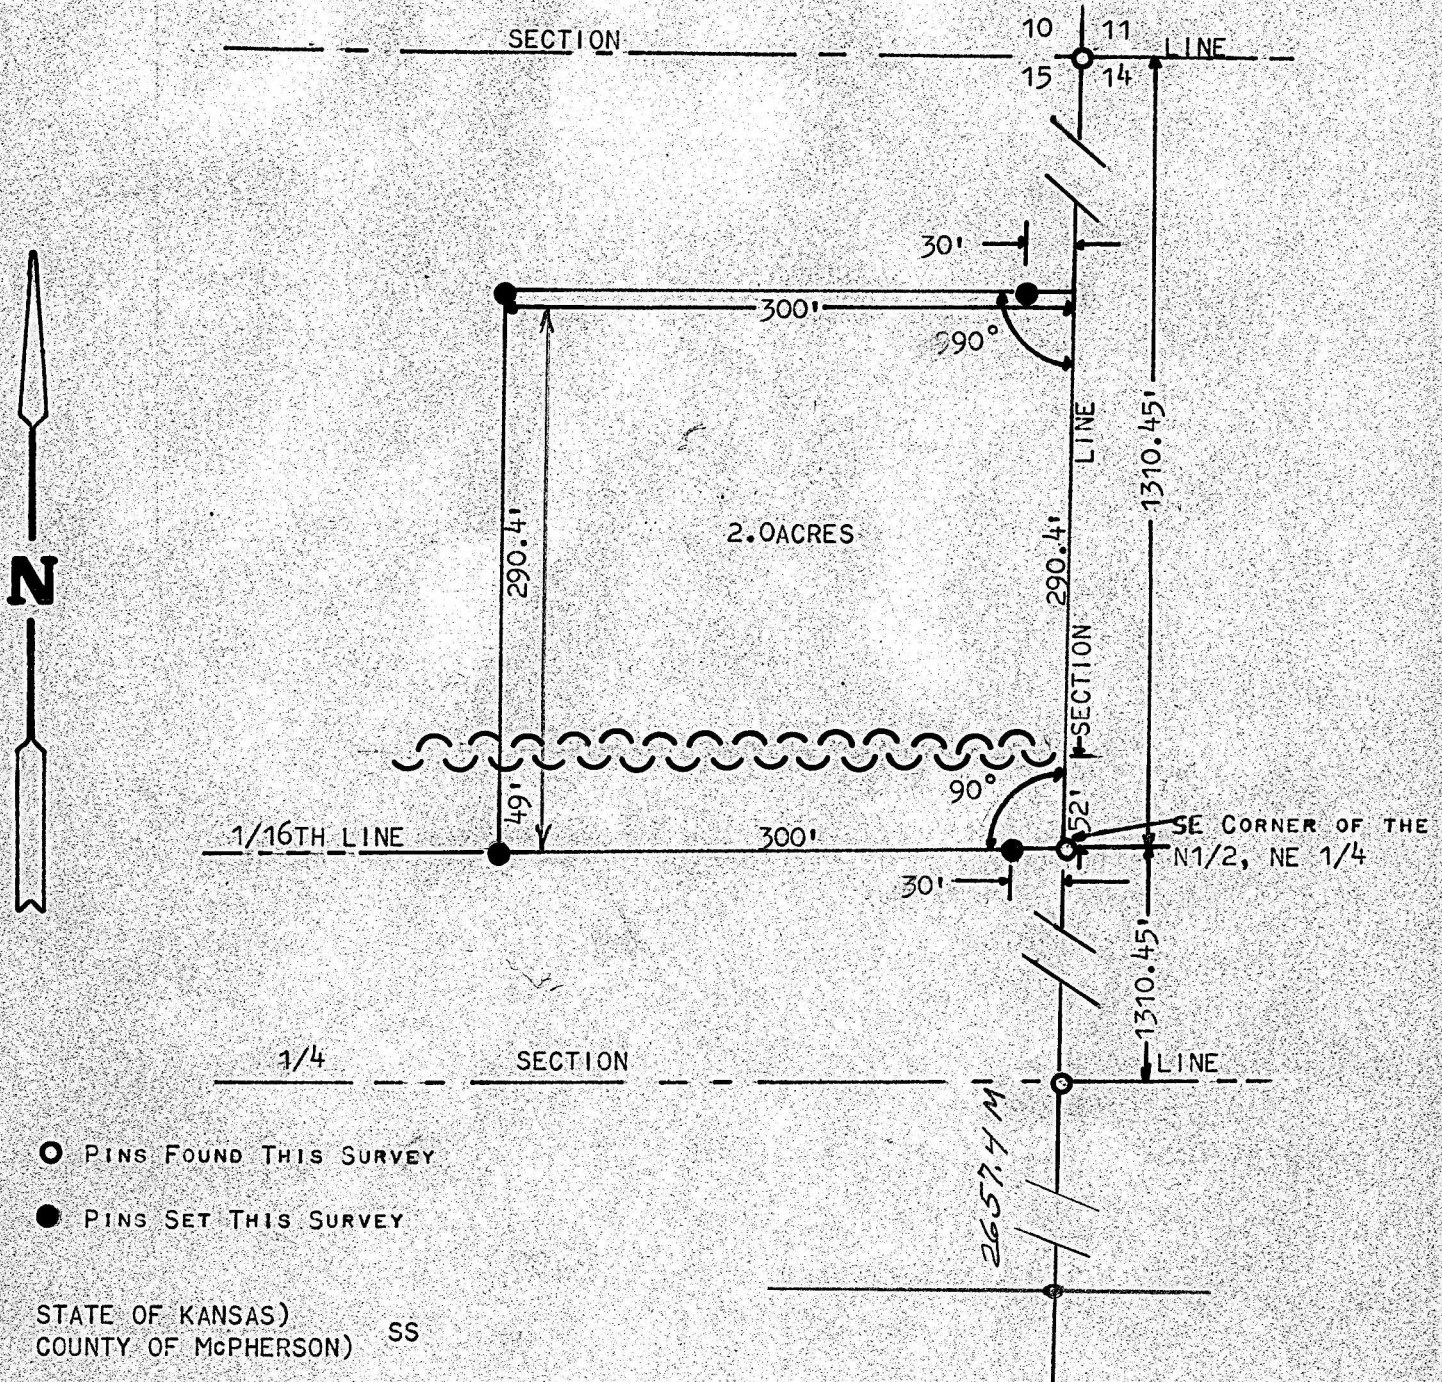 10 11
SECTION LINE
15 14
30'
300'
90°
LINE
1310.45'
290.4'
2.0ACRES
290.4'
N
SECTION
90°
49'
52'
1/16TH LINE
300'
SE CORNER OF THE
N1/2, NE 1/4
30'
1310.45'
1/4 SECTION LINE
2657.4 M
PINS FOUND THIS SURVEY
PINS SET THIS SURVEY
STATE OF KANSAS)
SS
COUNTY OF McPHERSON)